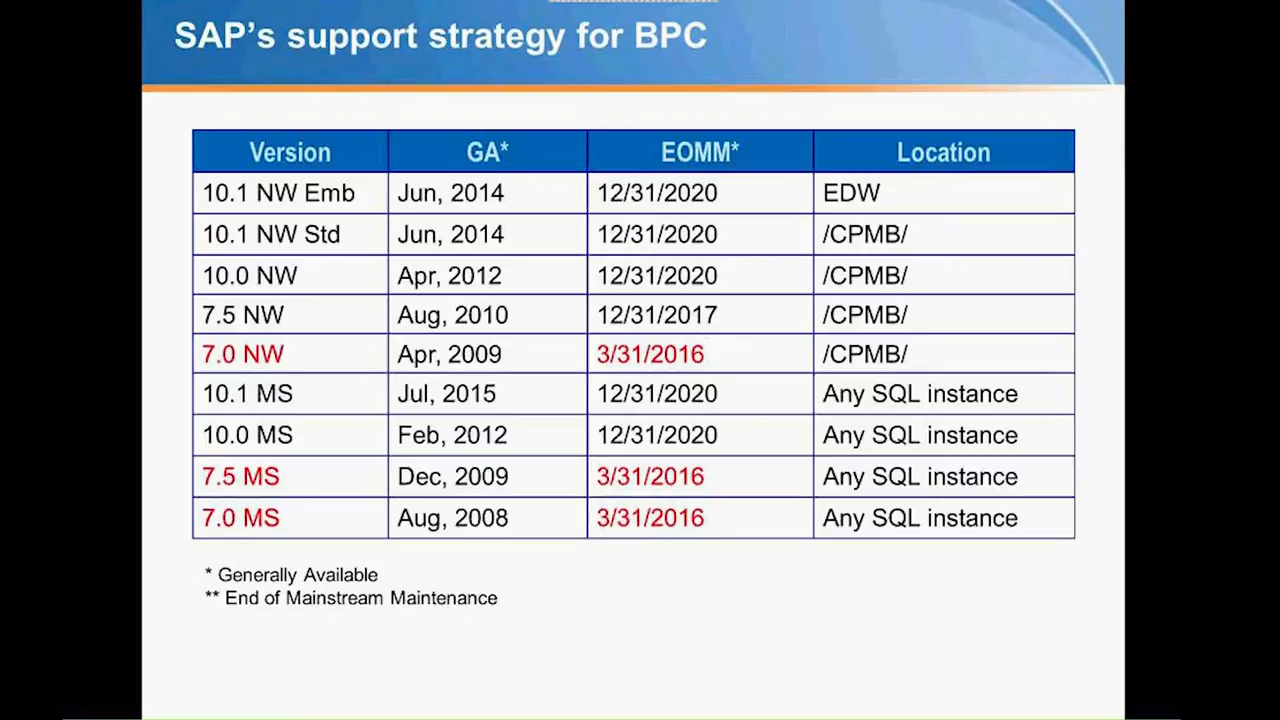 SAP's support strategy for BPC
Version GA* EOMM* Location
10.1 NW Emb Jun, 2014 12/31/2020 EDW
10.1 NW Std Jun, 2014 12/31/2020 /CPMB/
10.0 NW Apr, 2012 12/31/2020 /CPMB/
7.5 NW Aug, 2010 12/31/2017 /CPMB/
7.0 NW Apr, 2009 3/31/2016 /CPMB/
10.1 MS Jul, 2015 12/31/2020 Any SQL instance
10.0 MS Feb, 2012 12/31/2020 Any SQL instance
7.5 MS Dec, 2009 3/31/2016 Any SQL instance
7.0 MS Aug, 2008 3/31/2016 Any SQL instance
* Generally Available
** End of Mainstream Maintenance